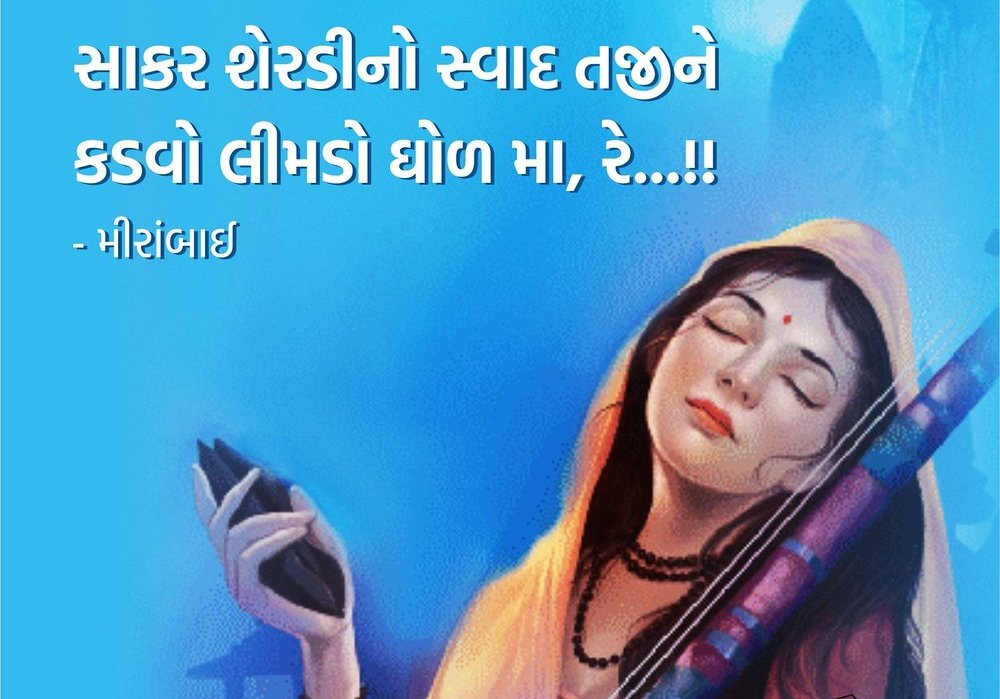 સાકર શેરડીનો સ્વાદ તજીને
કડવો લીમડો ઘોળ મા, રે...!!
- મીરાંબાઈ